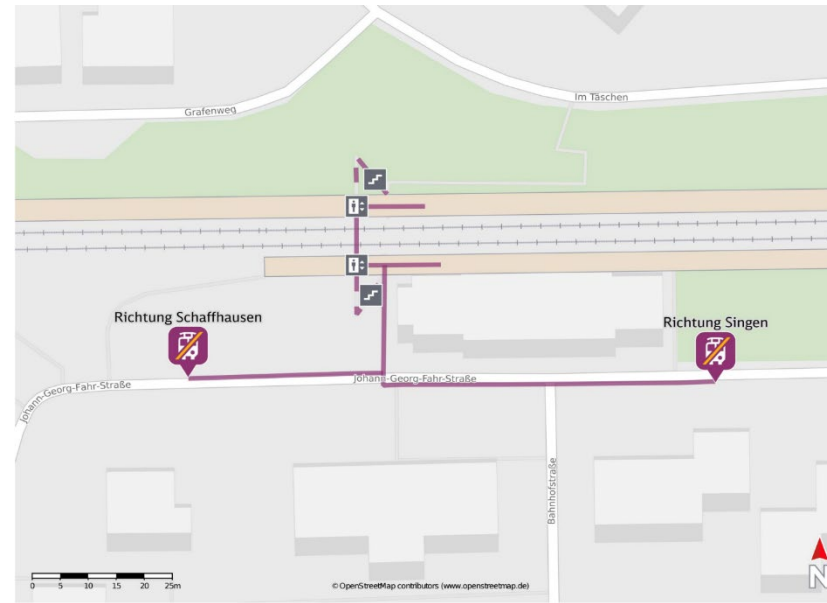 Grafenweg
Im Täschen
Richtung Schaffhausen
Richtung Singen
Johann-Georg-Fahr-Straße
Johann-Georg-Fahr-Straße
Bahnhofstraße
0 5 10 15 20 25m
© OpenStreetMap contributors (www.openstreetmap.de)
N